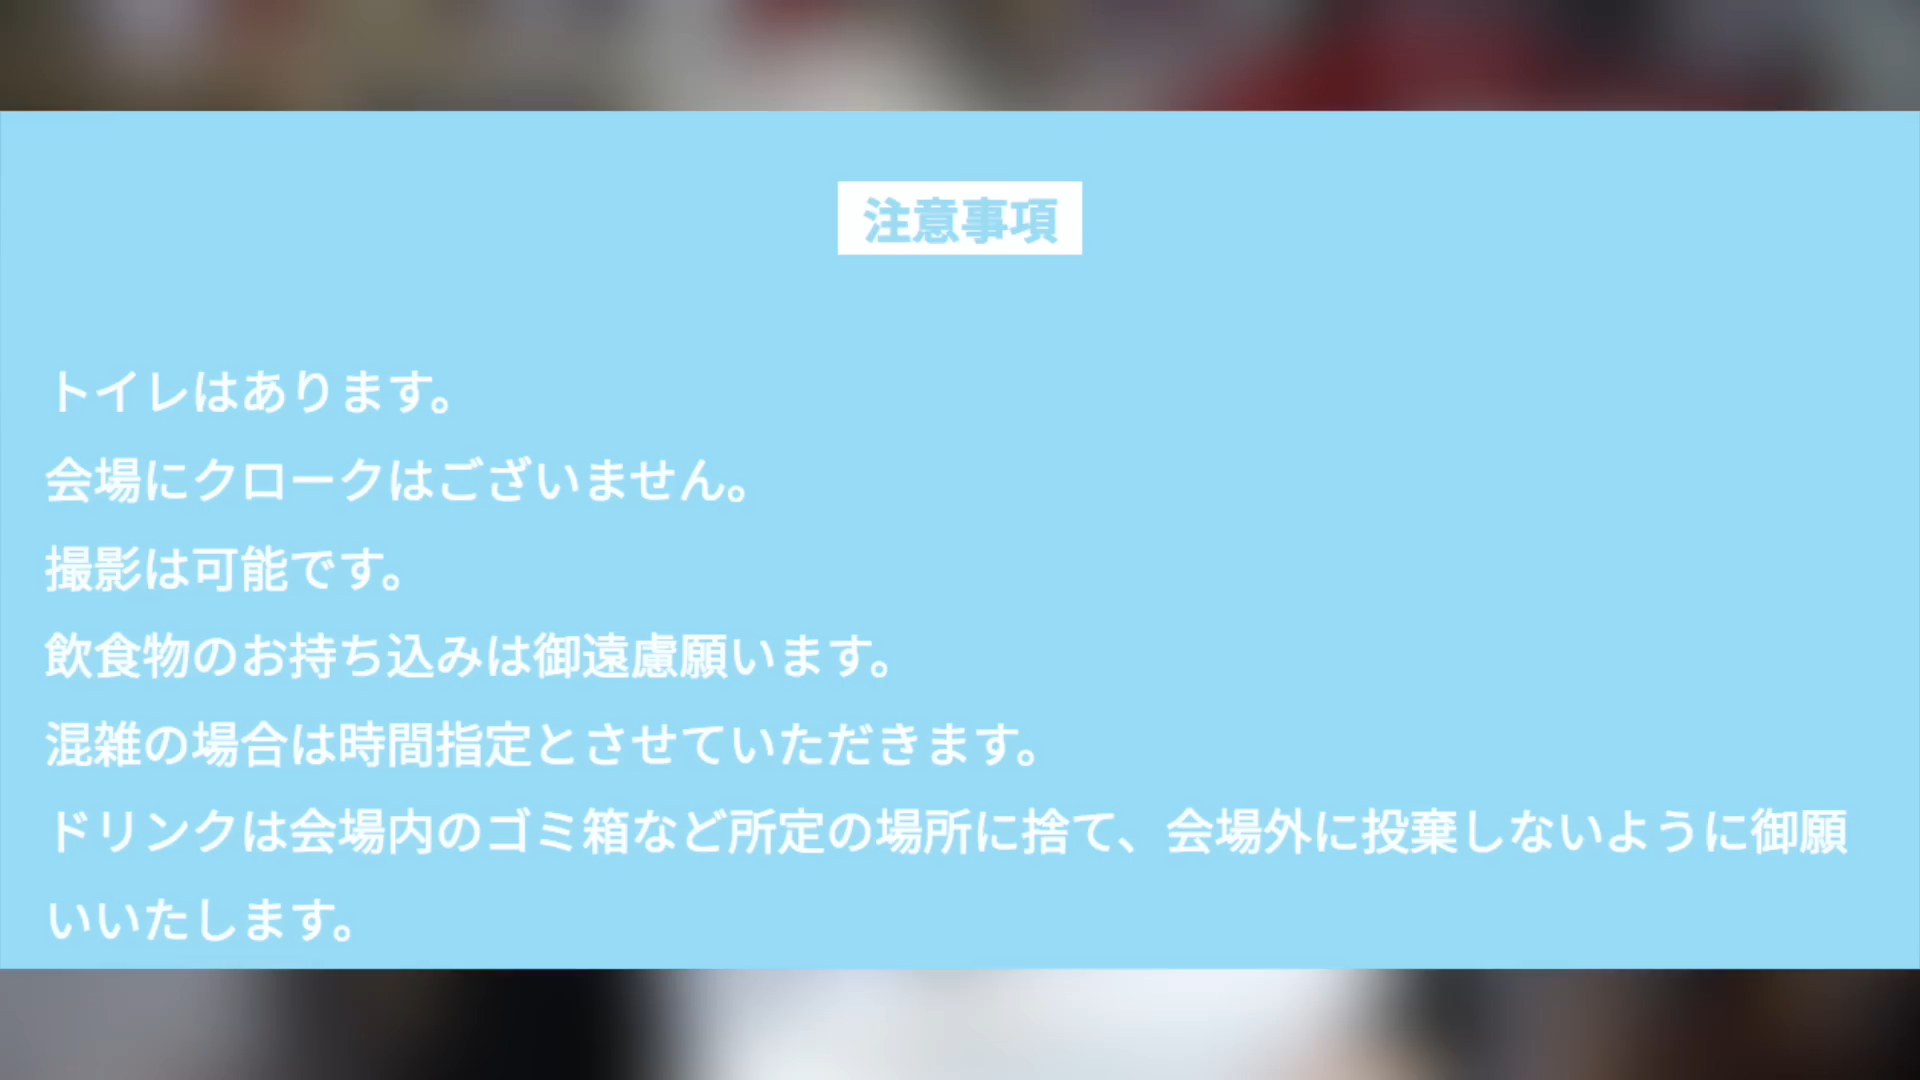 注意事項
トイレはあります。
会場にクロークはございません。
撮影は可能です。
飲食物のお持ち込みは御遠慮願います。
混雑の場合は時間指定とさせていただきます。
ドリンクは会場内のゴミ箱など所定の場所に捨て、会場外に投棄しないように御願
いいたします。